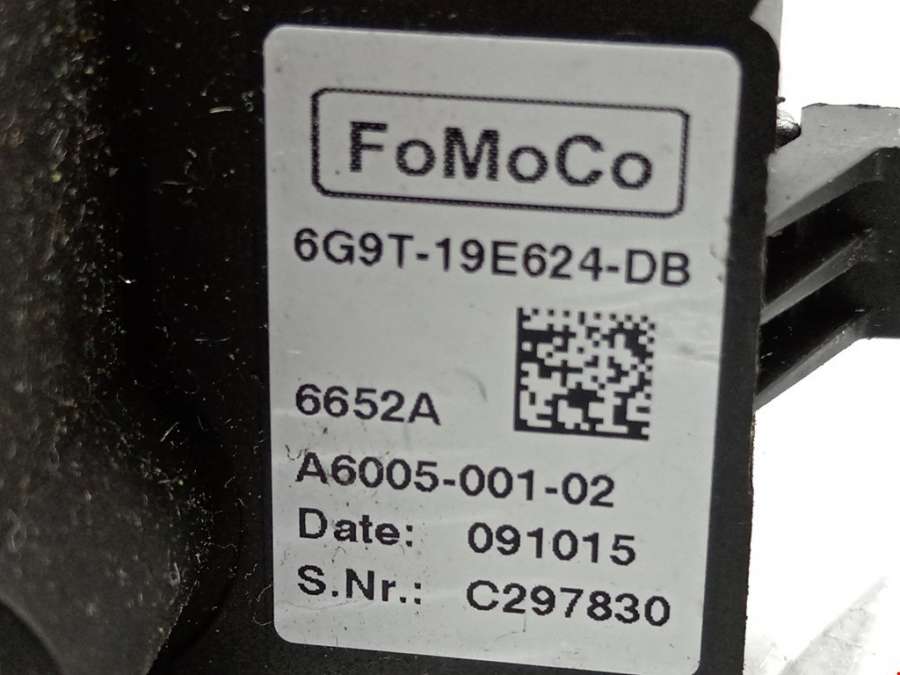 FoMoCo
6G9T-19E624-DB
6652A
A6005-001-02
Date: 091015
S.Nr.: C297830